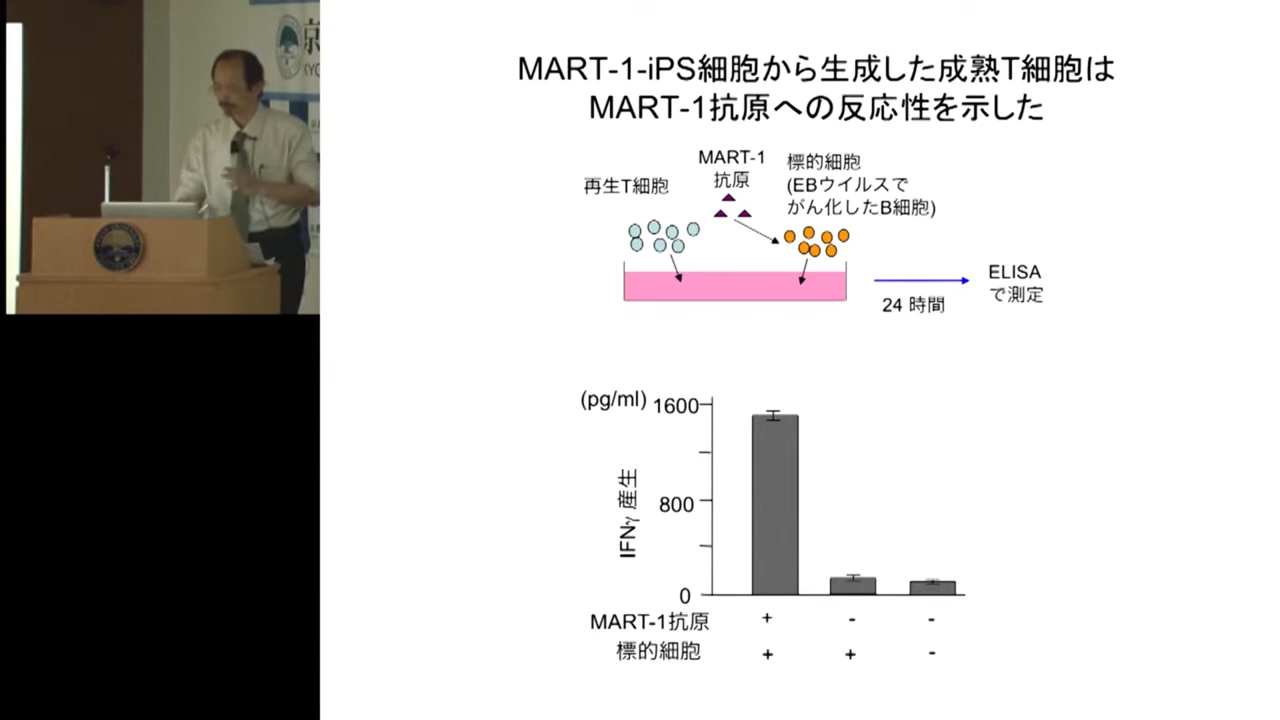 MART-1-iPS細胞から生成した成熟T細胞は
MART-1抗原への反応性を示した
再生T細胞
MART-1
抗原
標的細胞
(EBウイルスで
がん化したB細胞)
24 時間
ELISA
で測定
(pg/ml)
1600
800
0
IFNγ 産生
MART-1抗原 + - -
標的細胞 + + -
京
KYO